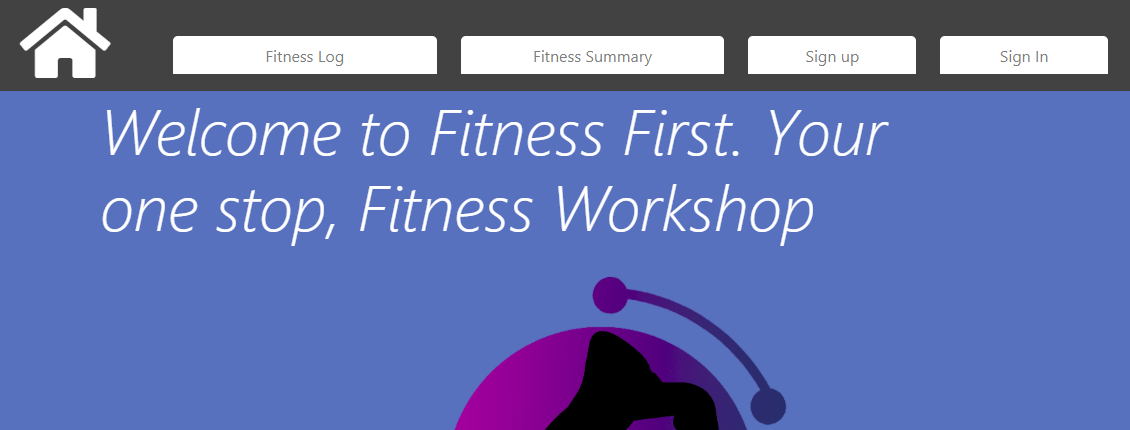 Fitness Log
Fitness Summary
Sign up
Sign In
Welcome to Fitness First. Your
one stop, Fitness Workshop